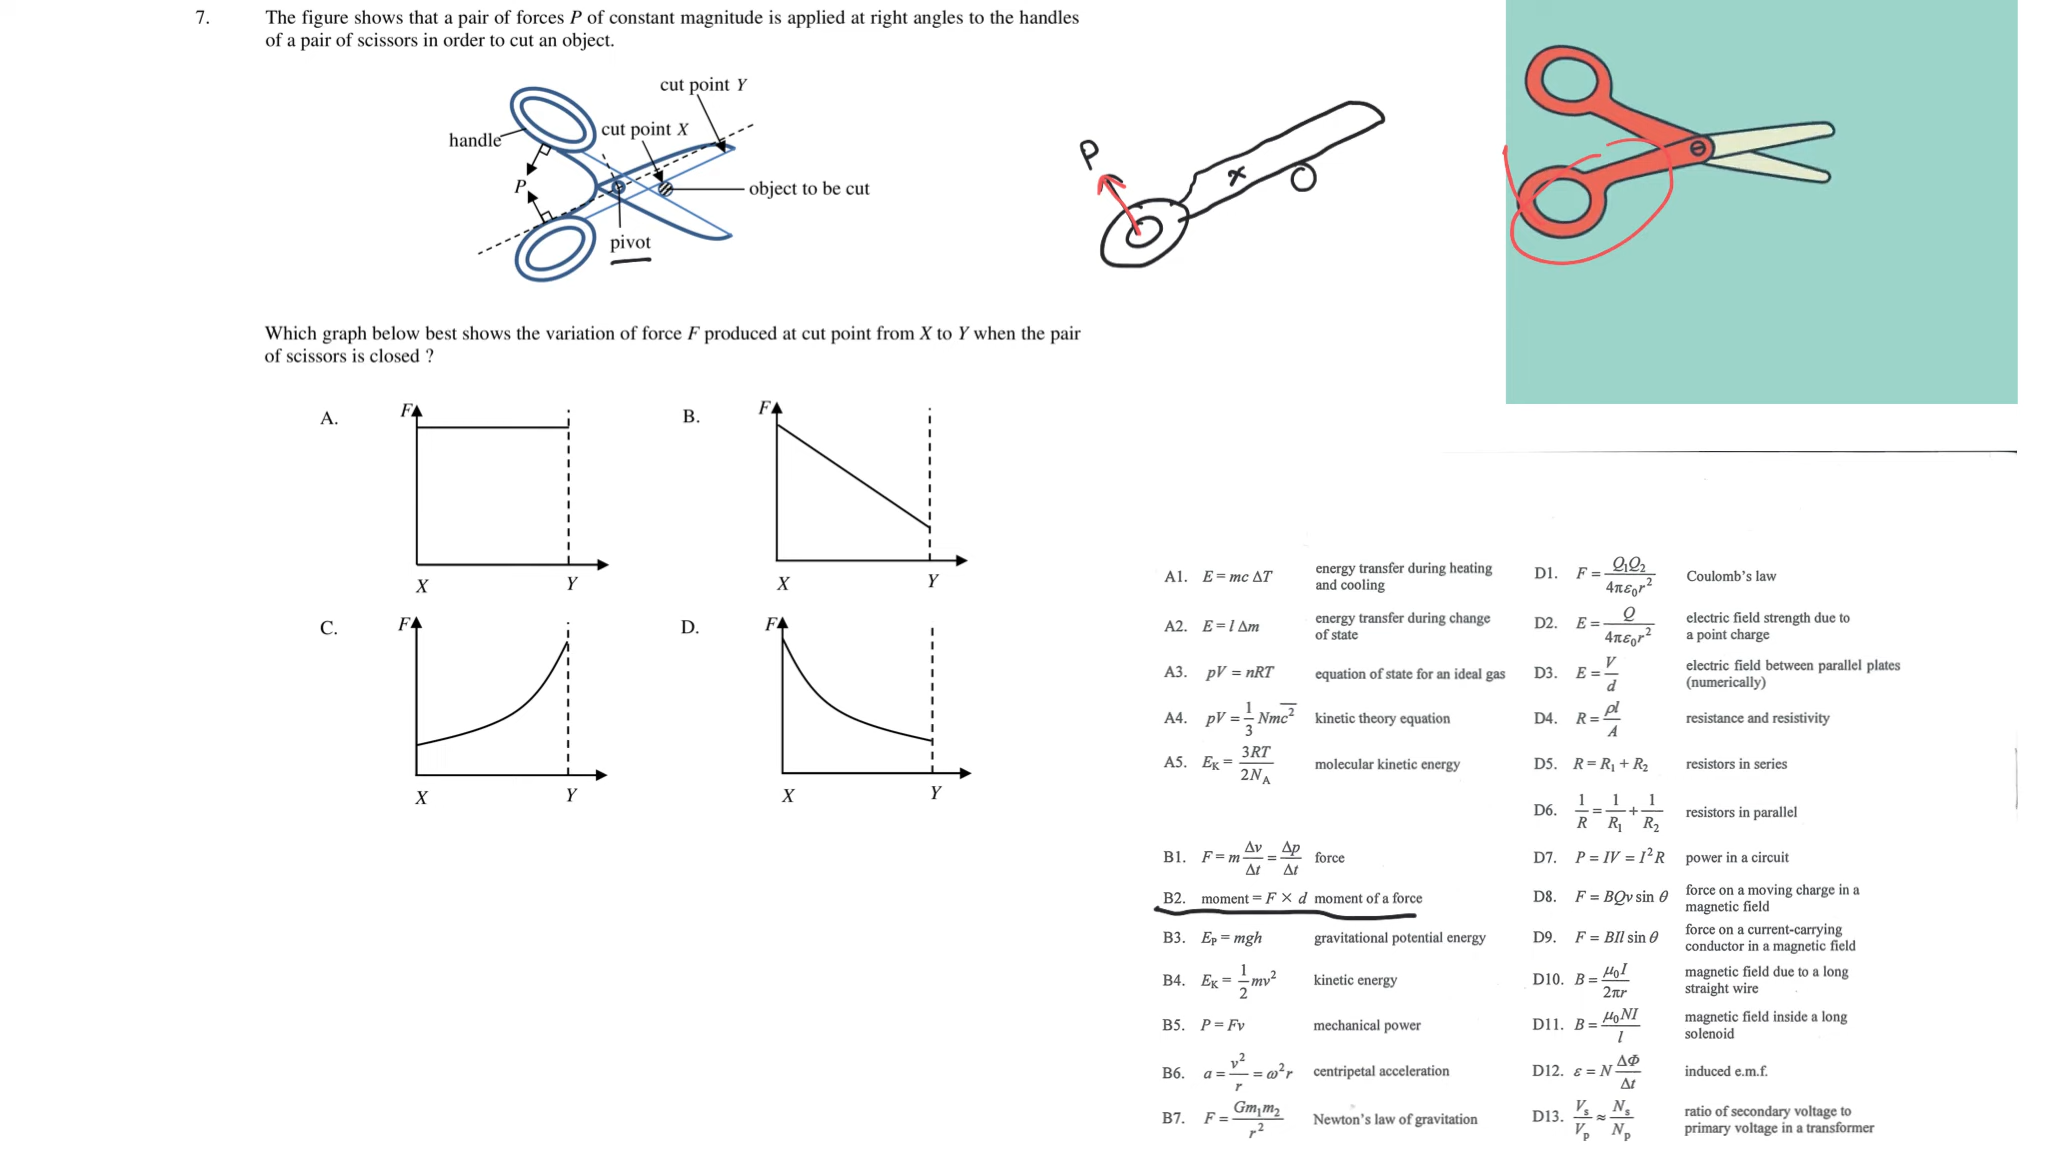 7. The figure shows that a pair of forces P of constant magnitude is applied at right angles to the handles
of a pair of scissors in order to cut an object.
cut point Y
cut point X
handle
P
object to be cut
pivot
P
x
Which graph below best shows the variation of force F produced at cut point from X to Y when the pair
of scissors is closed ?
A. F X Y
B. F X Y
C. F X Y
D. F X Y
A1. E = mc ΔT energy transfer during heating
and cooling
A2. E = l Δm energy transfer during change
of state
A3. pV = nRT equation of state for an ideal gas
A4. pV = 1/3 Nmc̅² kinetic theory equation
A5. E_K = 3RT/2N_A molecular kinetic energy
B1. F = m Δv/Δt = Δp/Δt force
B2. moment = F × d moment of a force
B3. E_P = mgh gravitational potential energy
B4. E_K = 1/2 mv² kinetic energy
B5. P = Fv mechanical power
B6. a = v²/r = ω²r centripetal acceleration
B7. F = Gm₁m₂/r² Newton's law of gravitation
D1. F = Q₁Q₂/4πε₀r² Coulomb's law
D2. E = Q/4πε₀r² electric field strength due to
a point charge
D3. E = V/d electric field between parallel plates
(numerically)
D4. R = ρl/A resistance and resistivity
D5. R = R₁ + R₂ resistors in series
D6. 1/R = 1/R₁ + 1/R₂ resistors in parallel
D7. P = IV = I²R power in a circuit
D8. F = BQv sin θ force on a moving charge in a
magnetic field
D9. F = BIl sin θ force on a current-carrying
conductor in a magnetic field
D10. B = μ₀I/2πr magnetic field due to a long
straight wire
D11. B = μ₀NI/l magnetic field inside a long
solenoid
D12. ε = N ΔΦ/Δt induced e.m.f.
D13. V_s/V_p ≈ N_s/N_p ratio of secondary voltage to
primary voltage in a transformer